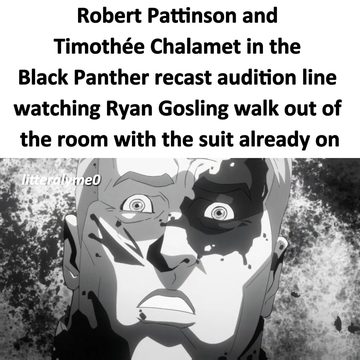 Robert Pattinson and
Timothée Chalamet in the
Black Panther recast audition line
watching Ryan Gosling walk out of
the room with the suit already on
litterallyme0